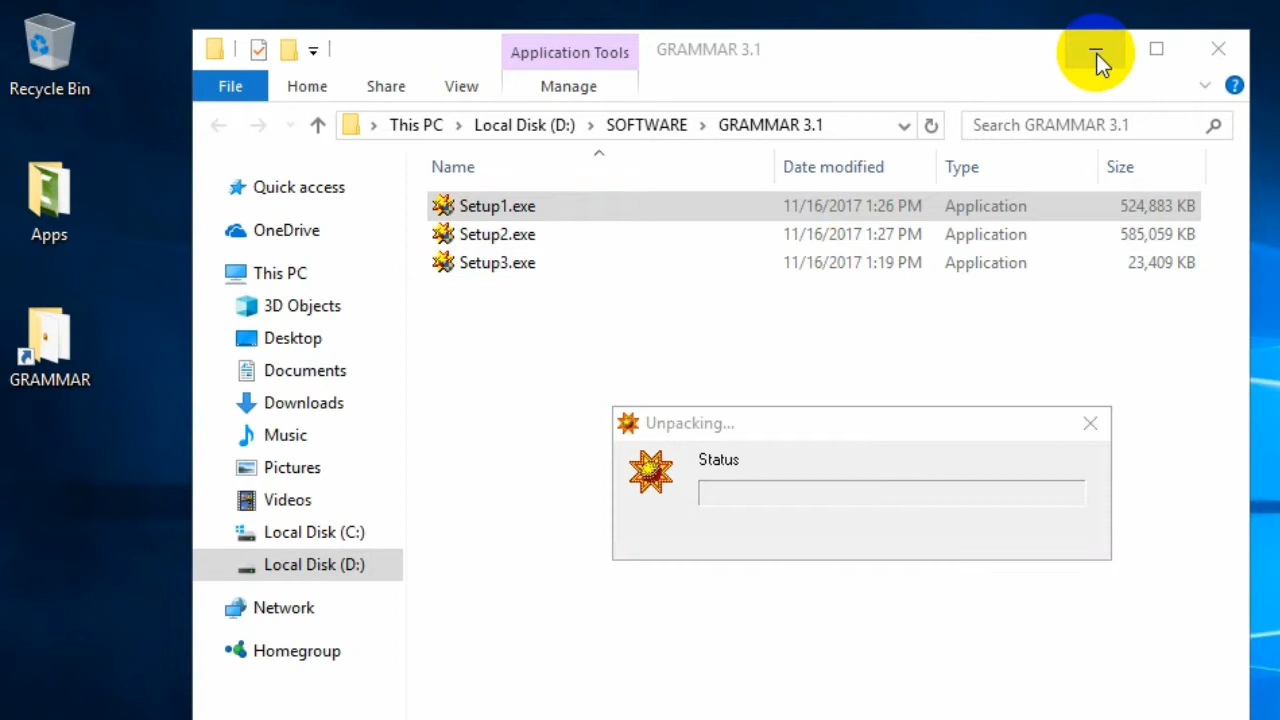 Recycle Bin
Apps
GRAMMAR
Application Tools
GRAMMAR 3.1
File
Home
Share
View
Manage
This PC
Local Disk (D:)
SOFTWARE
GRAMMAR 3.1
Search GRAMMAR 3.1
Quick access
OneDrive
This PC
3D Objects
Desktop
Documents
Downloads
Music
Pictures
Videos
Local Disk (C:)
Local Disk (D:)
Network
Homegroup
Name Date modified Type Size
Setup1.exe 11/16/2017 1:26 PM Application 524,883 KB
Setup2.exe 11/16/2017 1:27 PM Application 585,059 KB
Setup3.exe 11/16/2017 1:19 PM Application 23,409 KB
Unpacking...
Status